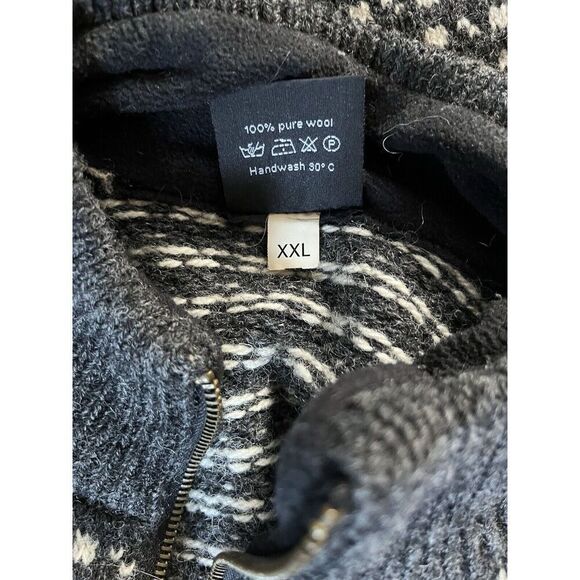 100% pure wool
P
Handwash 30° C
XXL